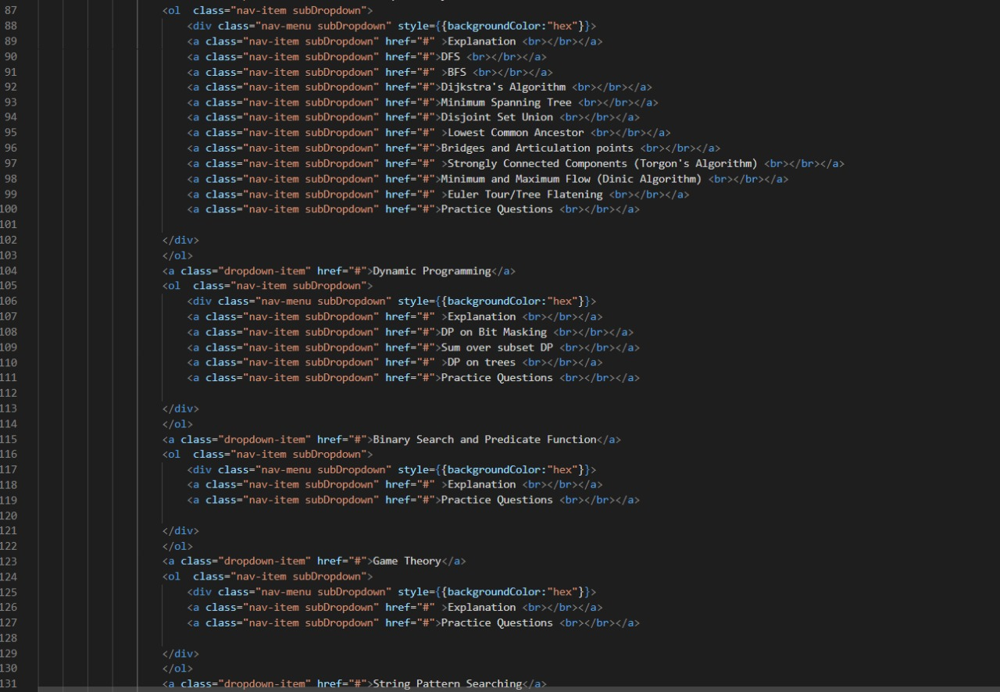 87 <ol  class="nav-item subDropdown">
88 <div class="nav-menu subDropdown" style={{backgroundColor:"hex"}}>
89 <a class="nav-item subDropdown" href="#" >Explanation <br></br></a>
90 <a class="nav-item subDropdown" href="#">DFS <br></br></a>
91 <a class="nav-item subDropdown" href="#" >BFS <br></br></a>
92 <a class="nav-item subDropdown" href="#">Dijkstra's Algorithm <br></br></a>
93 <a class="nav-item subDropdown" href="#">Minimum Spanning Tree <br></br></a>
94 <a class="nav-item subDropdown" href="#">Disjoint Set Union <br></br></a>
95 <a class="nav-item subDropdown" href="#" >Lowest Common Ancestor <br></br></a>
96 <a class="nav-item subDropdown" href="#">Bridges and Articulation points <br></br></a>
97 <a class="nav-item subDropdown" href="#" >Strongly Connected Components (Torgon's Algorithm) <br></br></a>
98 <a class="nav-item subDropdown" href="#">Minimum and Maximum Flow (Dinic Algorithm) <br></br></a>
99 <a class="nav-item subDropdown" href="#" >Euler Tour/Tree Flatening <br></br></a>
100 <a class="nav-item subDropdown" href="#">Practice Questions <br></br></a>
101
102 </div>
103 </ol>
104 <a class="dropdown-item" href="#">Dynamic Programming</a>
105 <ol  class="nav-item subDropdown">
106 <div class="nav-menu subDropdown" style={{backgroundColor:"hex"}}>
107 <a class="nav-item subDropdown" href="#" >Explanation <br></br></a>
108 <a class="nav-item subDropdown" href="#">DP on Bit Masking <br></br></a>
109 <a class="nav-item subDropdown" href="#">Sum over subset DP <br></br></a>
110 <a class="nav-item subDropdown" href="#" >DP on trees <br></br></a>
111 <a class="nav-item subDropdown" href="#">Practice Questions <br></br></a>
112
113 </div>
114 </ol>
115 <a class="dropdown-item" href="#">Binary Search and Predicate Function</a>
116 <ol  class="nav-item subDropdown">
117 <div class="nav-menu subDropdown" style={{backgroundColor:"hex"}}>
118 <a class="nav-item subDropdown" href="#" >Explanation <br></br></a>
119 <a class="nav-item subDropdown" href="#">Practice Questions <br></br></a>
120
121 </div>
122 </ol>
123 <a class="dropdown-item" href="#">Game Theory</a>
124 <ol  class="nav-item subDropdown">
125 <div class="nav-menu subDropdown" style={{backgroundColor:"hex"}}>
126 <a class="nav-item subDropdown" href="#" >Explanation <br></br></a>
127 <a class="nav-item subDropdown" href="#">Practice Questions <br></br></a>
128
129 </div>
130 </ol>
131 <a class="dropdown-item" href="#">String Pattern Searching</a>